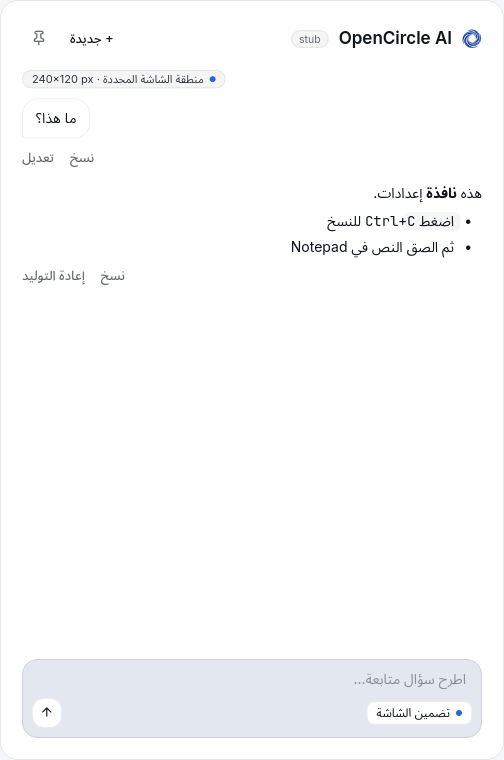 OpenCircle AI stub + جديدة
منطقة الشاشة المحددة · 240×120 px
ما هذا؟
نسخ تعديل
هذه نافذة إعدادات.
• اضغط Ctrl+C للنسخ
• ثم الصق النص في Notepad
نسخ إعادة التوليد
اطرح سؤال متابعة...
تضمين الشاشة